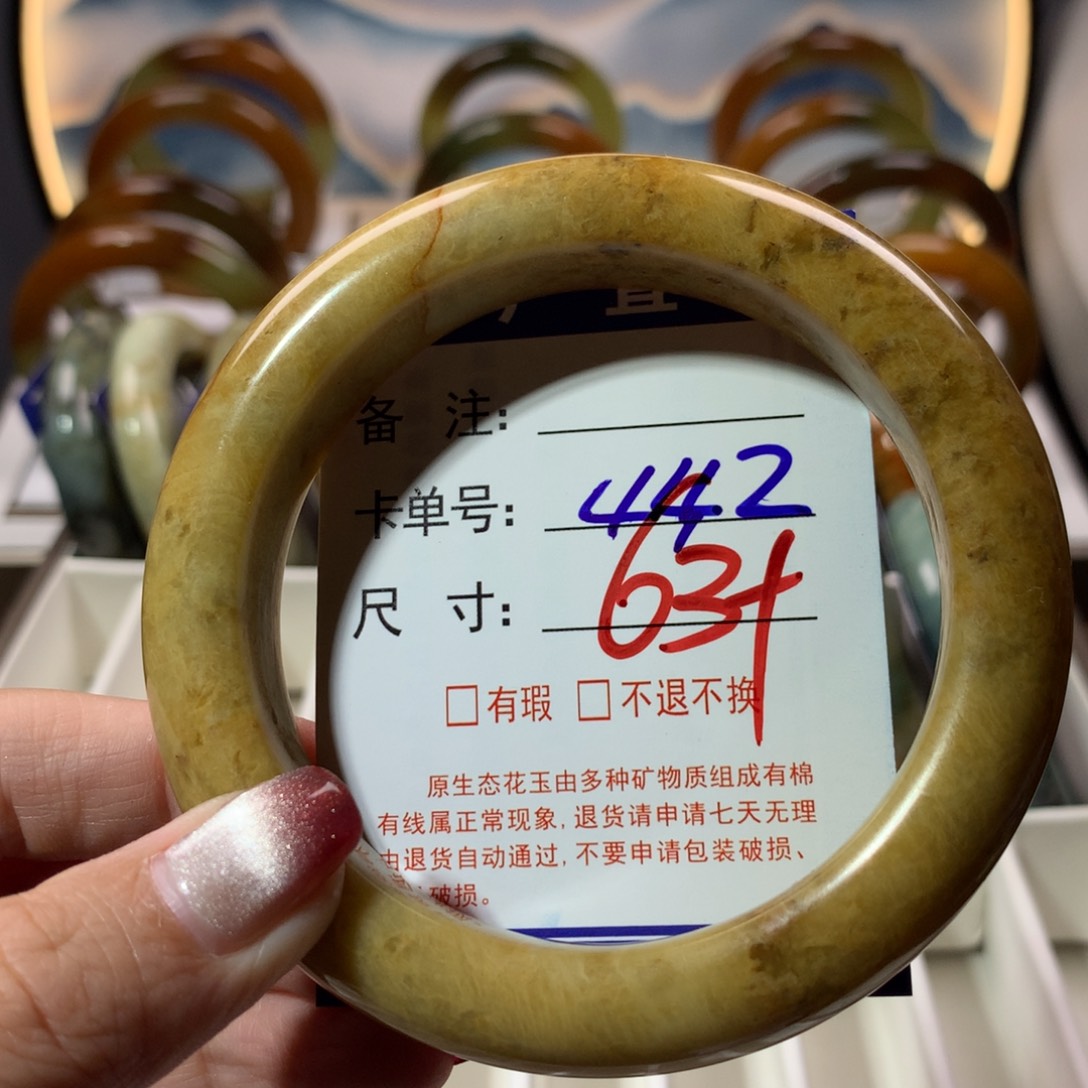 备 注:
卡单号: 442
尺 寸: 631
□有瑕 □不退不换
原生态花玉由多种矿物质组成有棉
有线属正常现象,退货请申请七天无理
由退货自动通过,不要申请包装破损、
破损。